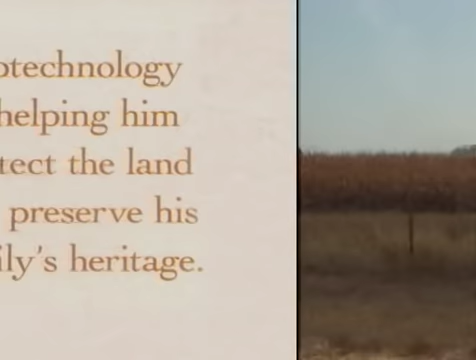 otechnology
helping him
tect the land
preserve his
ily's heritage.